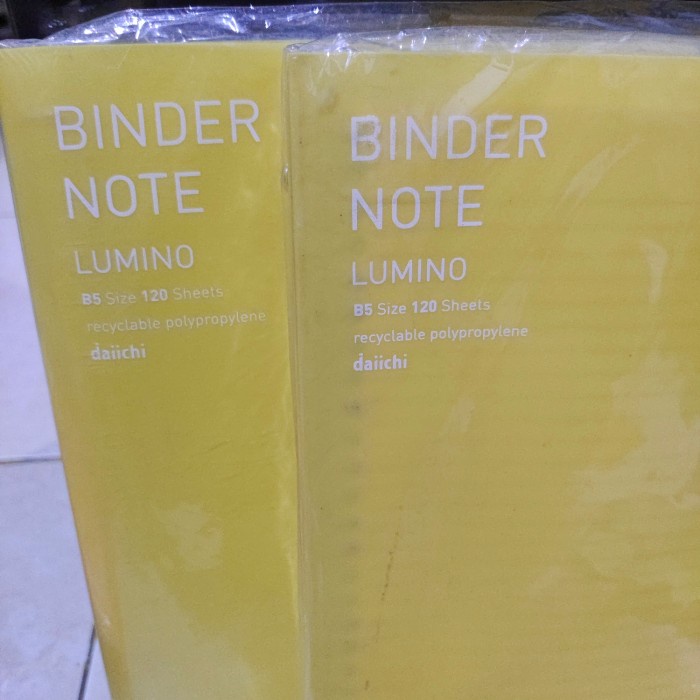 BINDER
NOTE
LUMINO
B5 Size 120 Sheets
recyclable polypropylene
daiichi
BINDER
NOTE
LUMINO
B5 Size 120 Sheets
recyclable polypropylene
daiichi